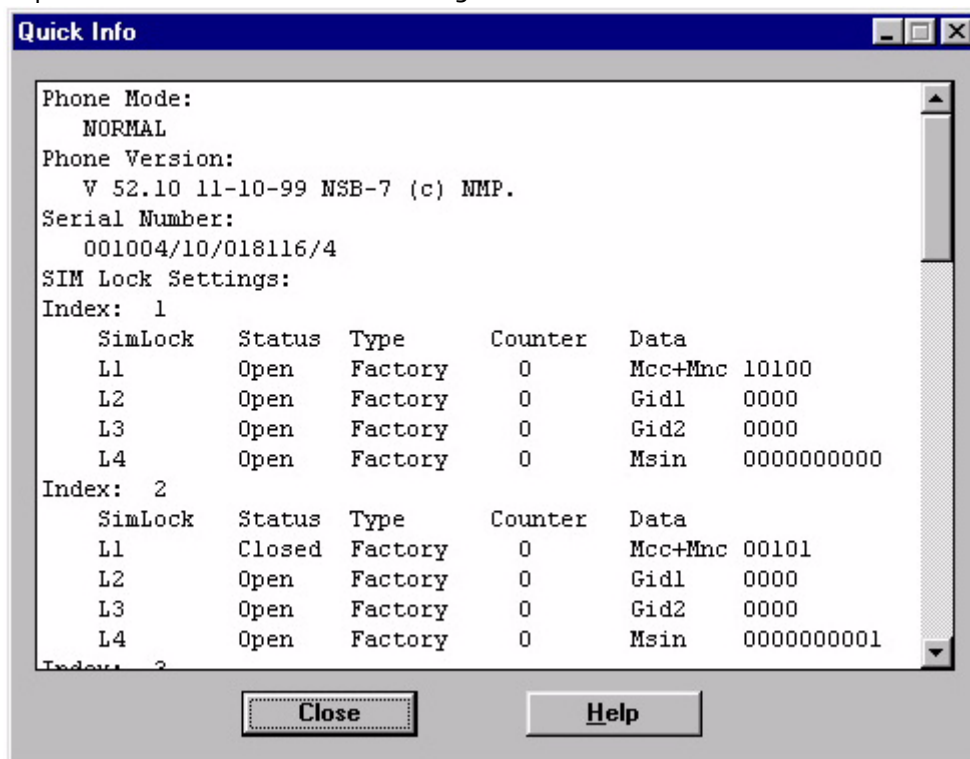 Quick Info
Phone Mode:
NORMAL
Phone Version:
V 52.10 11-10-99 NSB-7 (c) NMP.
Serial Number:
001004/10/018116/4
SIM Lock Settings:
Index: 1
SimLock Status Type Counter Data
L1 Open Factory 0 Mcc+Mnc 10100
L2 Open Factory 0 Gid1 0000
L3 Open Factory 0 Gid2 0000
L4 Open Factory 0 Msin 0000000000
Index: 2
SimLock Status Type Counter Data
L1 Closed Factory 0 Mcc+Mnc 00101
L2 Open Factory 0 Gid1 0000
L3 Open Factory 0 Gid2 0000
L4 Open Factory 0 Msin 0000000001
Index: 3
Close Help